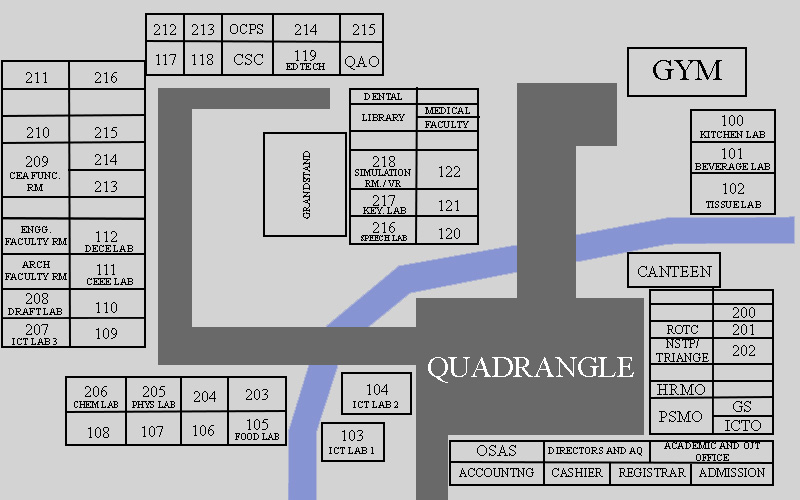 212 213 OCPS 214 215
117 118 CSC 119 QAO
EDTECH
211 216
210 215
209 214
CEA FUNC.
RM
213
ENGG.
FACULTY RM
112
DECE LAB
ARCH
FACULTY RM
111
CEEE LAB
208
DRAFT LAB
110
207
ICT LAB 3
109
GRANDSTAND
DENTAL
LIBRARY
MEDICAL
FACULTY
218
SIMULATION
RM. / VR
122
217
KEY. LAB
121
216
SPEECH LAB
120
GYM
100
KITCHEN LAB
101
BEVERAGE LAB
102
TISSUE LAB
CANTEEN
200
ROTC 201
NSTP/
TRIANGE
202
HRMO
PSMO
GS
ICTO
QUADRANGLE
206
CHEM LAB
205
PHYS LAB
204
203
108 107 106 105
FOOD LAB
104
ICT LAB 2
103
ICT LAB 1
OSAS
DIRECTORS AND AQ
ACADEMIC AND OJT
OFFICE
ACCOUNTNG CASHIER REGISTRAR ADMISSION